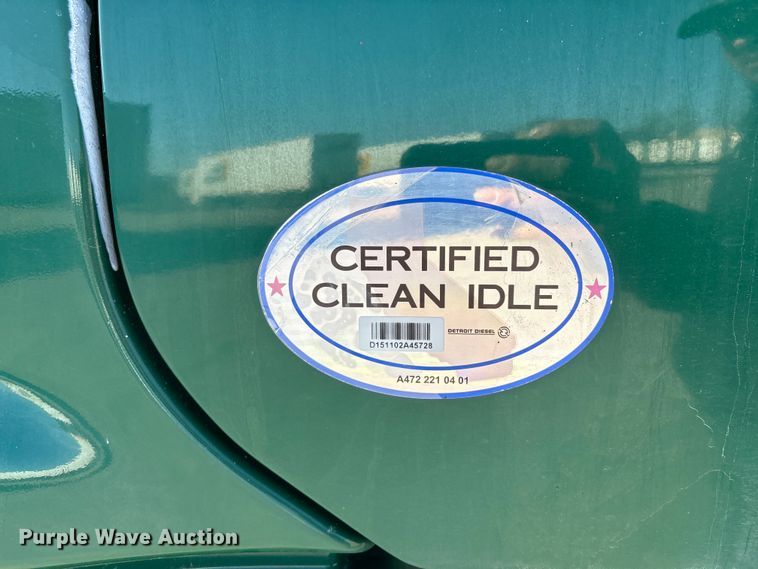 CERTIFIED
CLEAN IDLE
D151102A45728
DETROIT DIESEL
A472 221 04 01
Purple Wave Auction